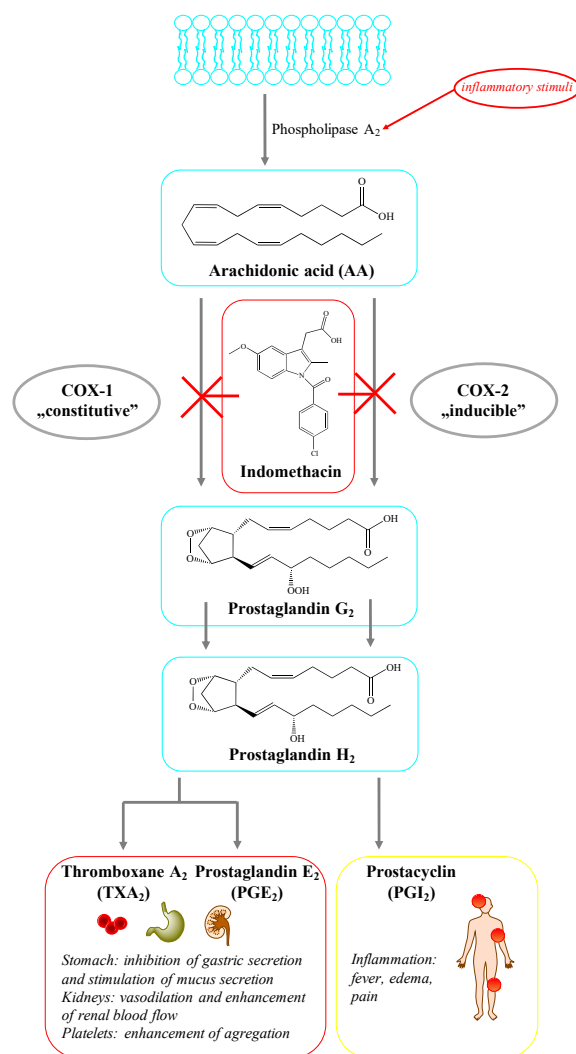 inflammatory stimuli
Phospholipase A₂
O
OH
Arachidonic acid (AA)
O
OH
O
N
O
Cl
Indomethacin
COX-1
„constitutive”
COX-2
„inducible”
OH
O
O
O
OOH
Prostaglandin G₂
OH
O
O
O
OH
Prostaglandin H₂
Thromboxane A₂
(TXA₂)
Prostaglandin E₂
(PGE₂)
Stomach: inhibition of gastric secretion
and stimulation of mucus secretion
Kidneys: vasodilation and enhancement
of renal blood flow
Platelets: enhancement of agregation
Prostacyclin
(PGI₂)
Inflammation:
fever, edema,
pain